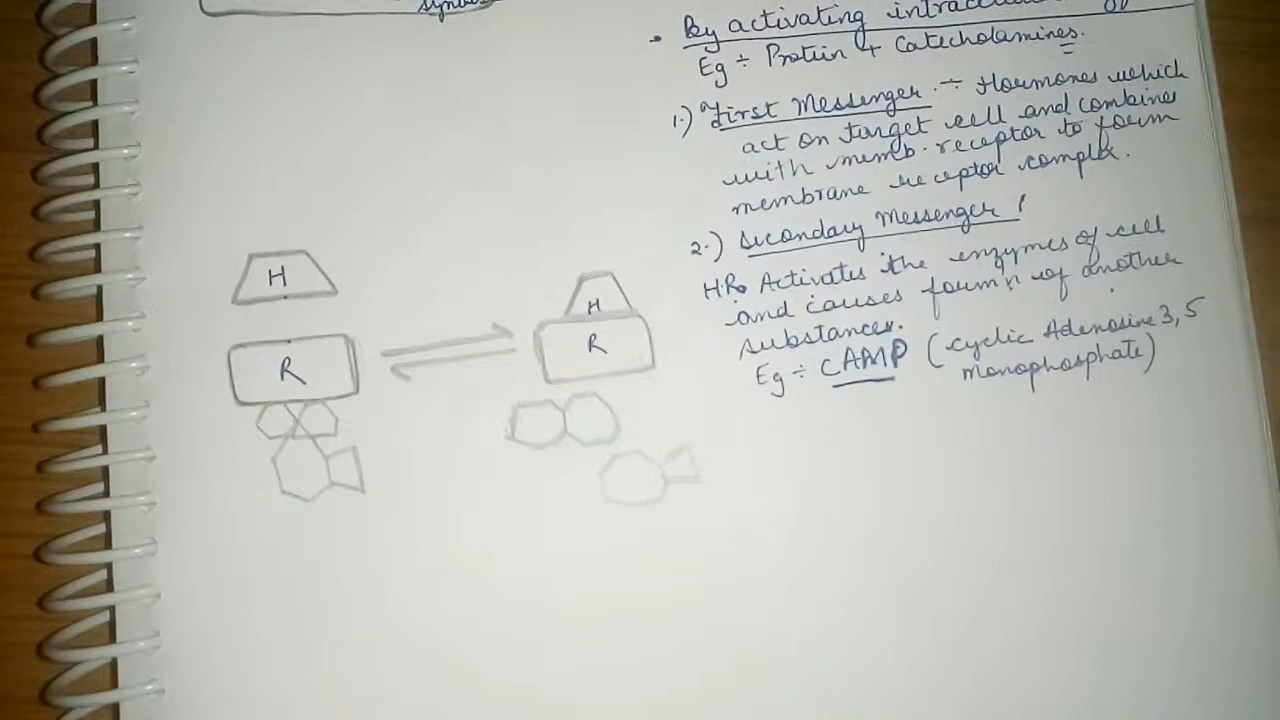 By activating
Eg ÷ Protein + Catecholamines.
1.) First Messenger ÷ Hormones which
act on target cell and combines
with memb. receptor to form
membrane receptor complex.
2.) Secondary Messenger
HR. Activates the enzymes of cell
and causes form'n of another
substances.
Eg ÷ CAMP (cyclic Adenosine 3, 5
monophosphate)
H
R
H
R